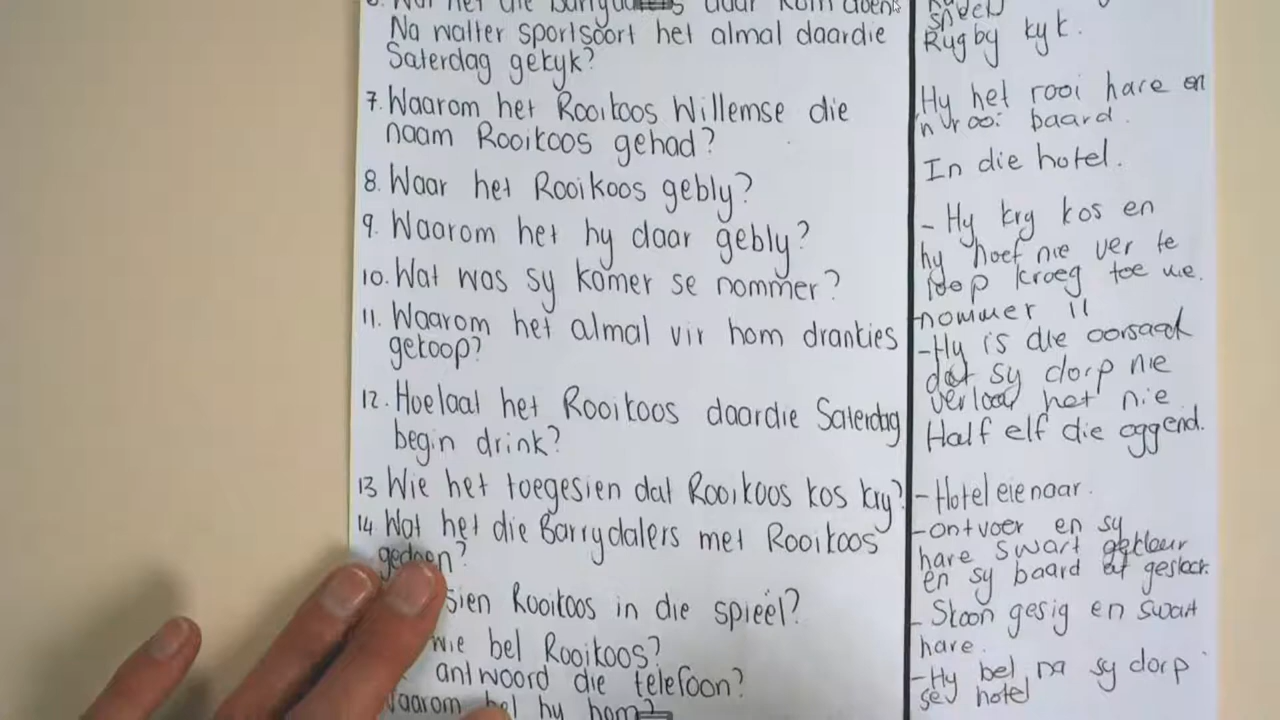 Na watter sportsoort het almal daardie
Saterdag gekyk?
7. Waarom het Rooikoos Willemse die
naam Rooikoos gehad?
8. Waar het Rooikoos gebly?
9. Waarom het hy daar gebly?
10. Wat was sy kamer se nommer?
11. Waarom het almal vir hom drankies
gekoop?
12. Hoelaat het Rooikoos daardie Saterdag
begin drink?
13 Wie het toegesien dat Rooikoos kos kry?
14 Wat het die Barrydalers met Rooikoos
gedoen?
sien Rooikoos in die spieël?
wie bel Rooikoos?
antwoord die telefoon?
Waarom bel hy hom?
Rugby kyk.
Hy het rooi hare en
'n rooi baard.
In die hotel.
- Hy kry kos en
hy hoef nie ver te
loop kroeg toe nie.
nommer 11
- Hy is die oorsaak
dat sy dorp nie
verloor het nie
Half elf die oggend.
- Hotel eienaar.
- ontvoer en sy
hare swart gekleur
en sy baard af geskeer.
- Skoon gesig en swart
hare.
- Hy bel na sy dorp
se hotel